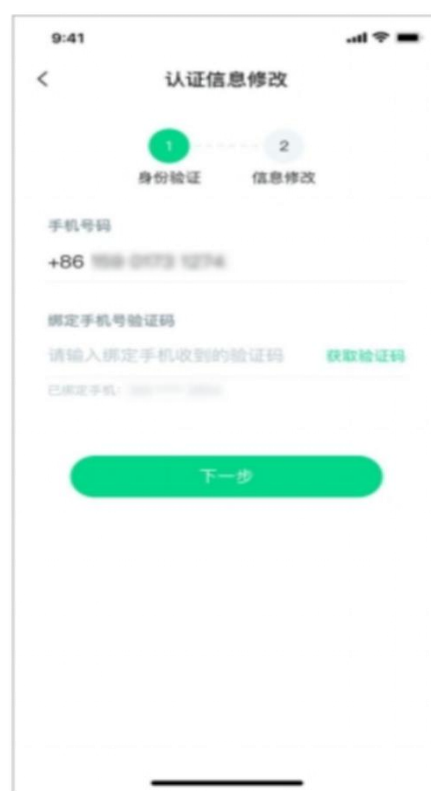 9:41
认证信息修改
1
2
身份验证
信息修改
手机号码
+86
绑定手机号验证码
请输入绑定手机收到的验证码
获取验证码
已绑定手机:
下一步